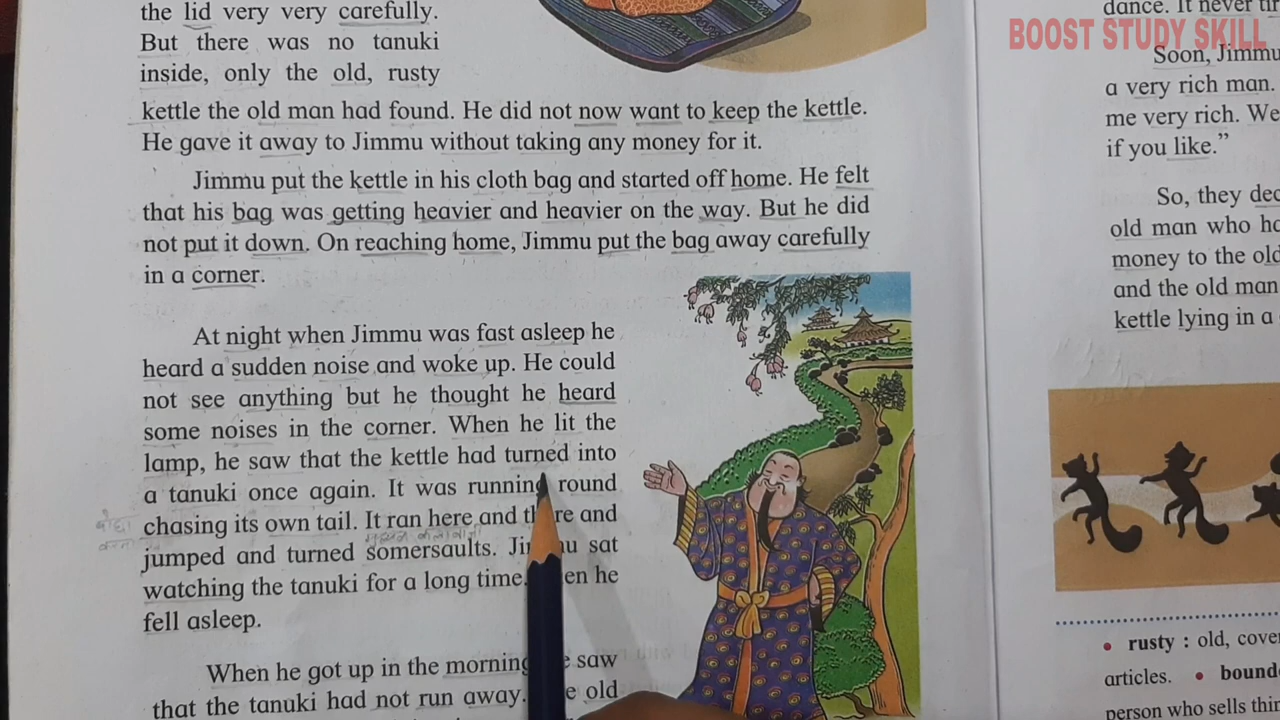 the lid very very carefully.
But there was no tanuki
inside, only the old, rusty
kettle the old man had found. He did not now want to keep the kettle.
He gave it away to Jimmu without taking any money for it.
Jimmu put the kettle in his cloth bag and started off home. He felt
that his bag was getting heavier and heavier on the way. But he did
not put it down. On reaching home, Jimmu put the bag away carefully
in a corner.
At night when Jimmu was fast asleep he
heard a sudden noise and woke up. He could
not see anything but he thought he heard
some noises in the corner. When he lit the
lamp, he saw that the kettle had turned into
a tanuki once again. It was running round
chasing its own tail. It ran here and there and
jumped and turned somersaults. Jimmu sat
watching the tanuki for a long time. Then he
fell asleep.
When he got up in the morning he saw
that the tanuki had not run away. The old
dance. It never
BOOST STUDY SKILL
Soon, Jimmu
a very rich man.
me very rich. We
if you like.”
So, they
old man who
money to the
and the old man
kettle lying in a
• rusty : old,
articles. •
person who sells